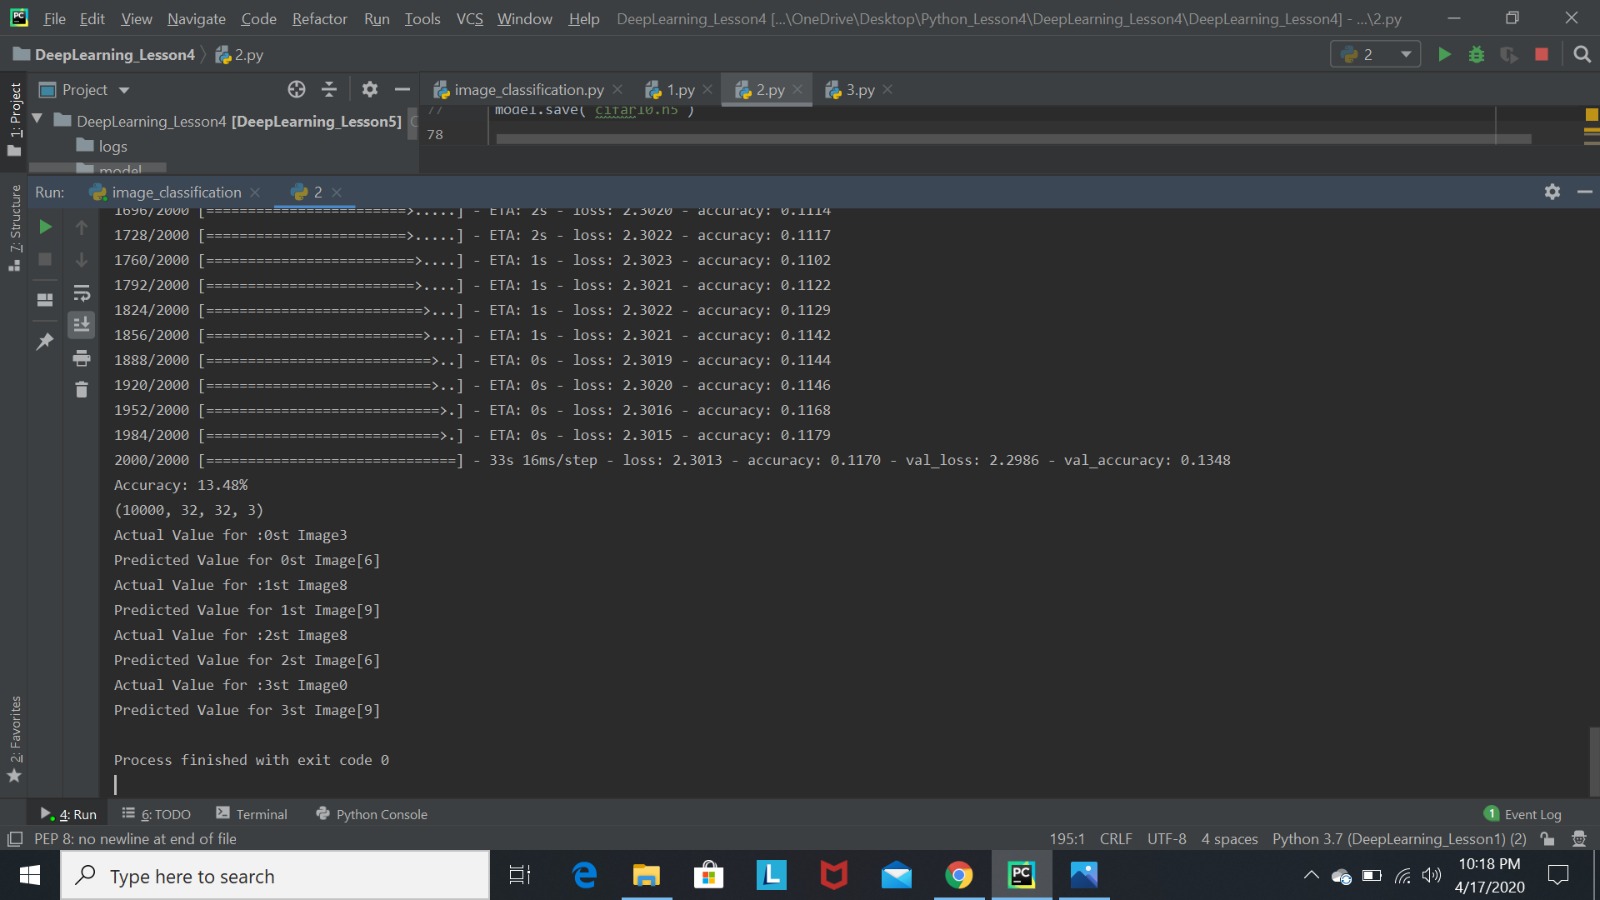 File Edit View Navigate Code Refactor Run Tools VCS Window Help DeepLearning_Lesson4 [...\OneDrive\Desktop\Python_Lesson4\DeepLearning_Lesson4\DeepLearning_Lesson4] - ...\2.py
DeepLearning_Lesson4 2.py 2
1: Project
Project image_classification.py 1.py 2.py 3.py
77 model.save('cifar10.h5')
DeepLearning_Lesson4 [DeepLearning_Lesson5]
78
logs
model
7: Structure
Run: image_classification 2
1696/2000 [========================>.....] - ETA: 2s - loss: 2.3020 - accuracy: 0.1114
1728/2000 [========================>.....] - ETA: 2s - loss: 2.3022 - accuracy: 0.1117
1760/2000 [=========================>....] - ETA: 1s - loss: 2.3023 - accuracy: 0.1102
1792/2000 [=========================>....] - ETA: 1s - loss: 2.3021 - accuracy: 0.1122
1824/2000 [==========================>...] - ETA: 1s - loss: 2.3022 - accuracy: 0.1129
1856/2000 [==========================>...] - ETA: 1s - loss: 2.3021 - accuracy: 0.1142
1888/2000 [===========================>..] - ETA: 0s - loss: 2.3019 - accuracy: 0.1144
1920/2000 [===========================>..] - ETA: 0s - loss: 2.3020 - accuracy: 0.1146
1952/2000 [============================>.] - ETA: 0s - loss: 2.3016 - accuracy: 0.1168
1984/2000 [============================>.] - ETA: 0s - loss: 2.3015 - accuracy: 0.1179
2000/2000 [==============================] - 33s 16ms/step - loss: 2.3013 - accuracy: 0.1170 - val_loss: 2.2986 - val_accuracy: 0.1348
Accuracy: 13.48%
(10000, 32, 32, 3)
Actual Value for :0st Image3
Predicted Value for 0st Image[6]
Actual Value for :1st Image8
Predicted Value for 1st Image[9]
Actual Value for :2st Image8
Predicted Value for 2st Image[6]
Actual Value for :3st Image0
Predicted Value for 3st Image[9]
Process finished with exit code 0
2: Favorites
4: Run 6: TODO Terminal Python Console 1 Event Log
PEP 8: no newline at end of file 195:1 CRLF UTF-8 4 spaces Python 3.7 (DeepLearning_Lesson1) (2)
Type here to search
10:18 PM
4/17/2020